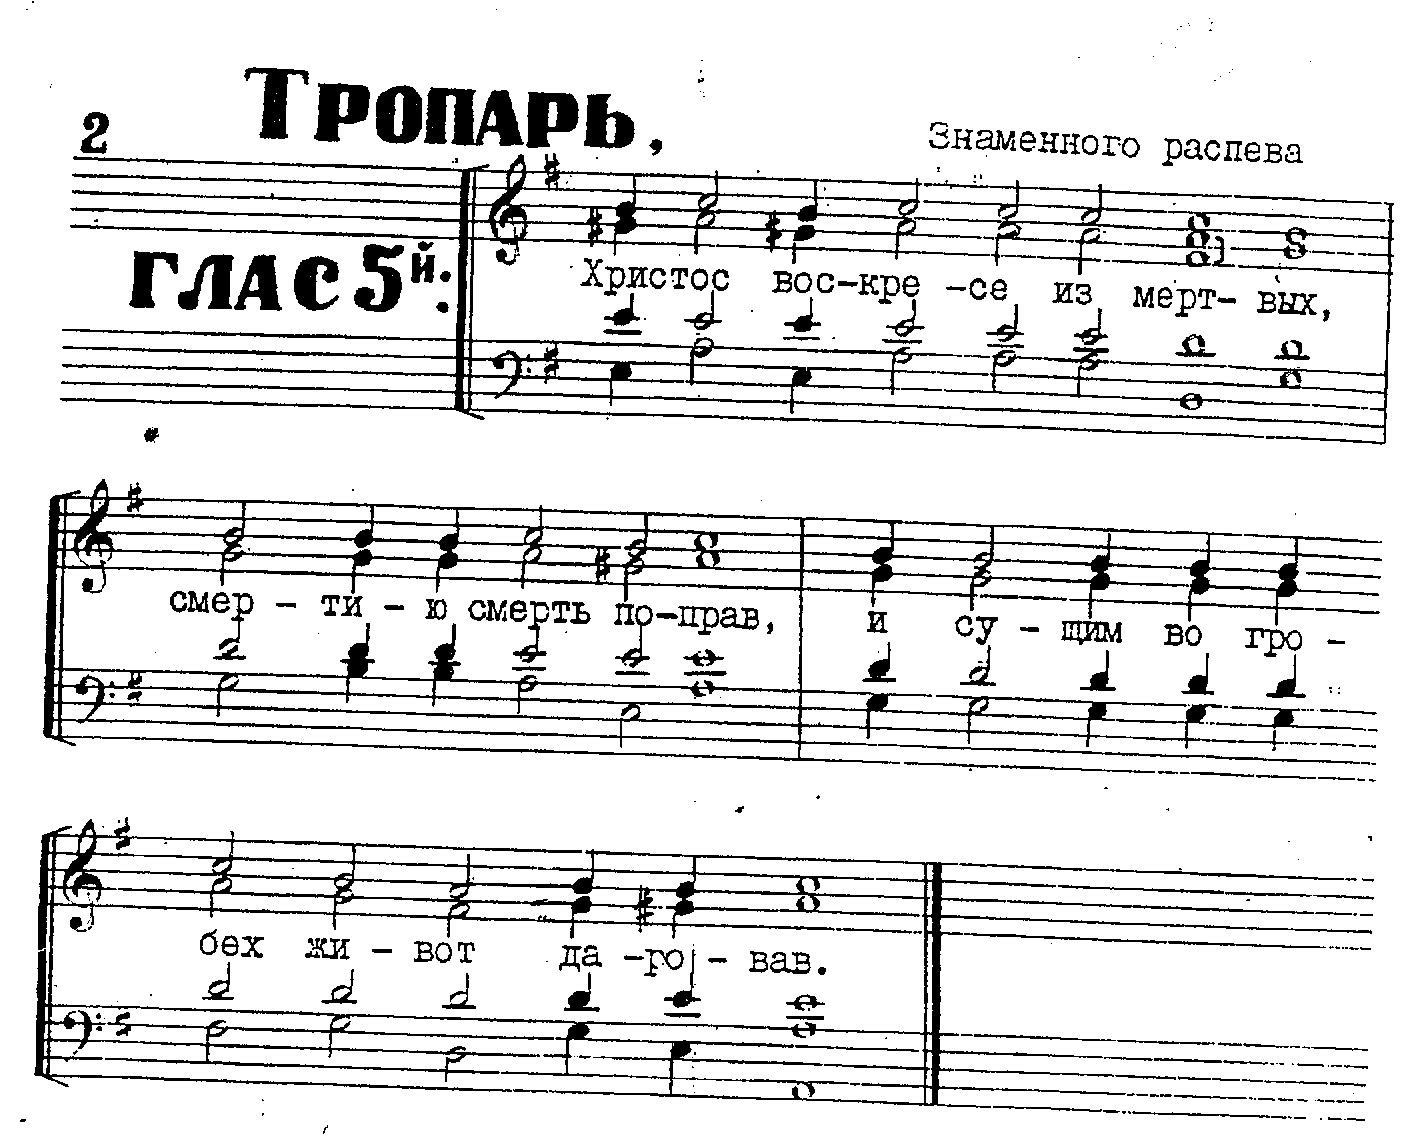 2
Тропарь,
Знаменного распева
ГЛАС 5й.
Христос вос-кре-се из мерт-вых,
смер-ти-ю смерть по-прав, и су-щим во гро-
бех жи-вот да-ро-вав.